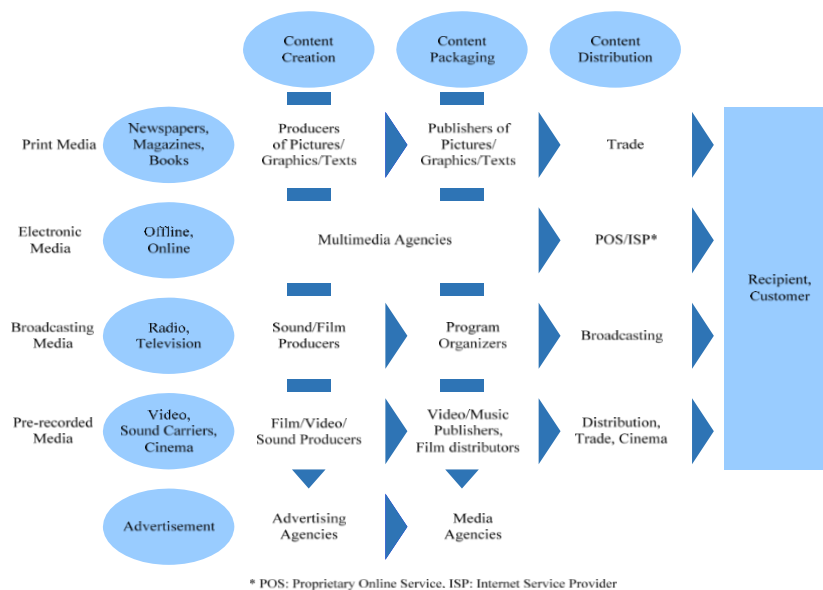 Content
Creation
Content
Packaging
Content
Distribution
Print Media
Newspapers,
Magazines,
Books
Producers
of Pictures/
Graphics/Texts
Publishers of
Pictures/
Graphics/Texts
Trade
Electronic
Media
Offline,
Online
Multimedia Agencies
POS/ISP*
Recipient,
Customer
Broadcasting
Media
Radio,
Television
Sound/Film
Producers
Program
Organizers
Broadcasting
Pre-recorded
Media
Video,
Sound Carriers,
Cinema
Film/Video/
Sound Producers
Video/Music
Publishers,
Film distributors
Distribution,
Trade, Cinema
Advertisement
Advertising
Agencies
Media
Agencies
* POS: Proprietary Online Service. ISP: Internet Service Provider